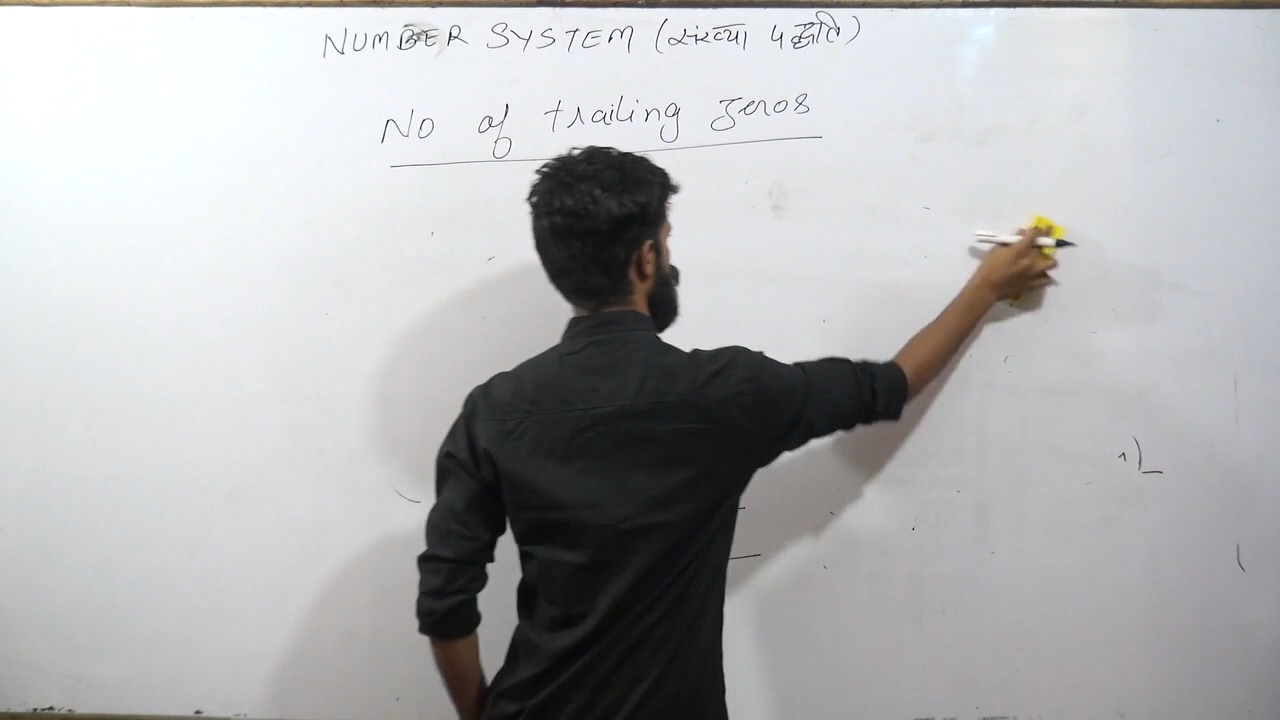 NUMBER SYSTEM (संख्या पद्धति)
No of trailing zeros